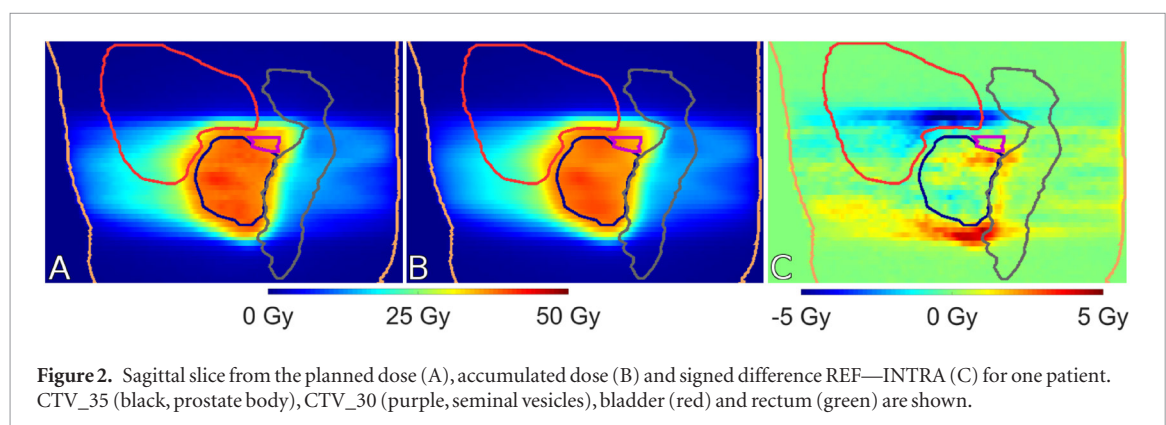 A
B
C
0 Gy 25 Gy 50 Gy
-5 Gy 0 Gy 5 Gy
Figure 2. Sagittal slice from the planned dose (A), accumulated dose (B) and signed difference REF—INTRA (C) for one patient.
CTV_35 (black, prostate body), CTV_30 (purple, seminal vesicles), bladder (red) and rectum (green) are shown.